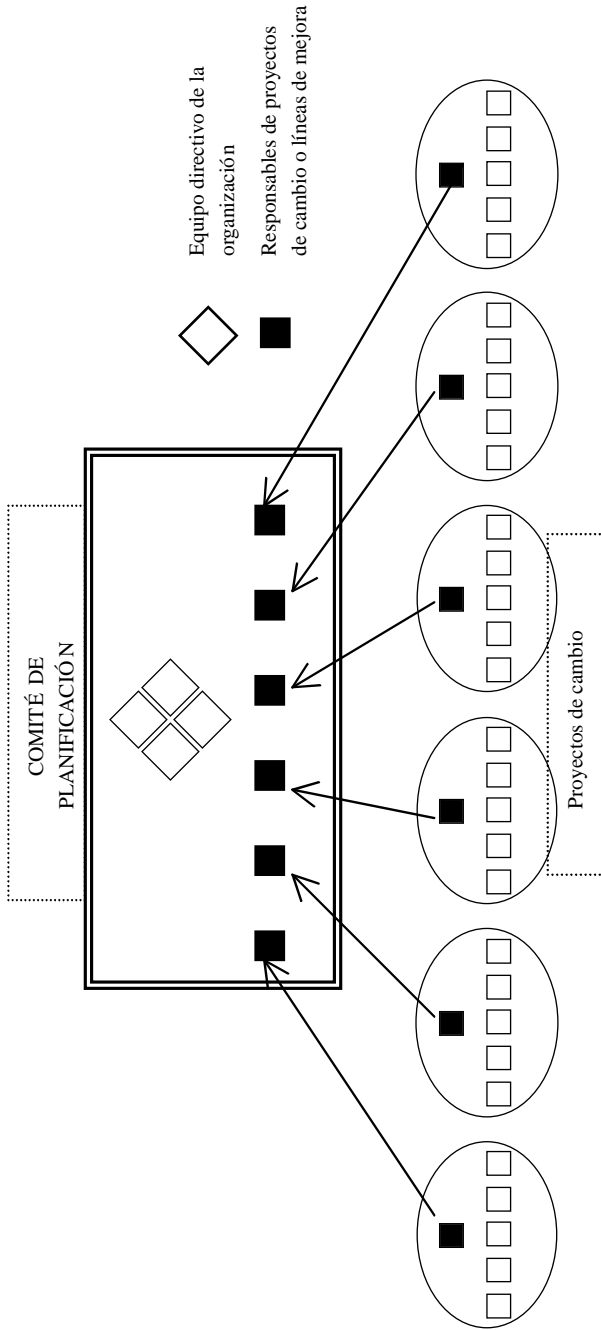 COMITÉ DE
PLANIFICACIÓN
Equipo directivo de la
organización
Responsables de proyectos
de cambio o líneas de mejora
Proyectos de cambio